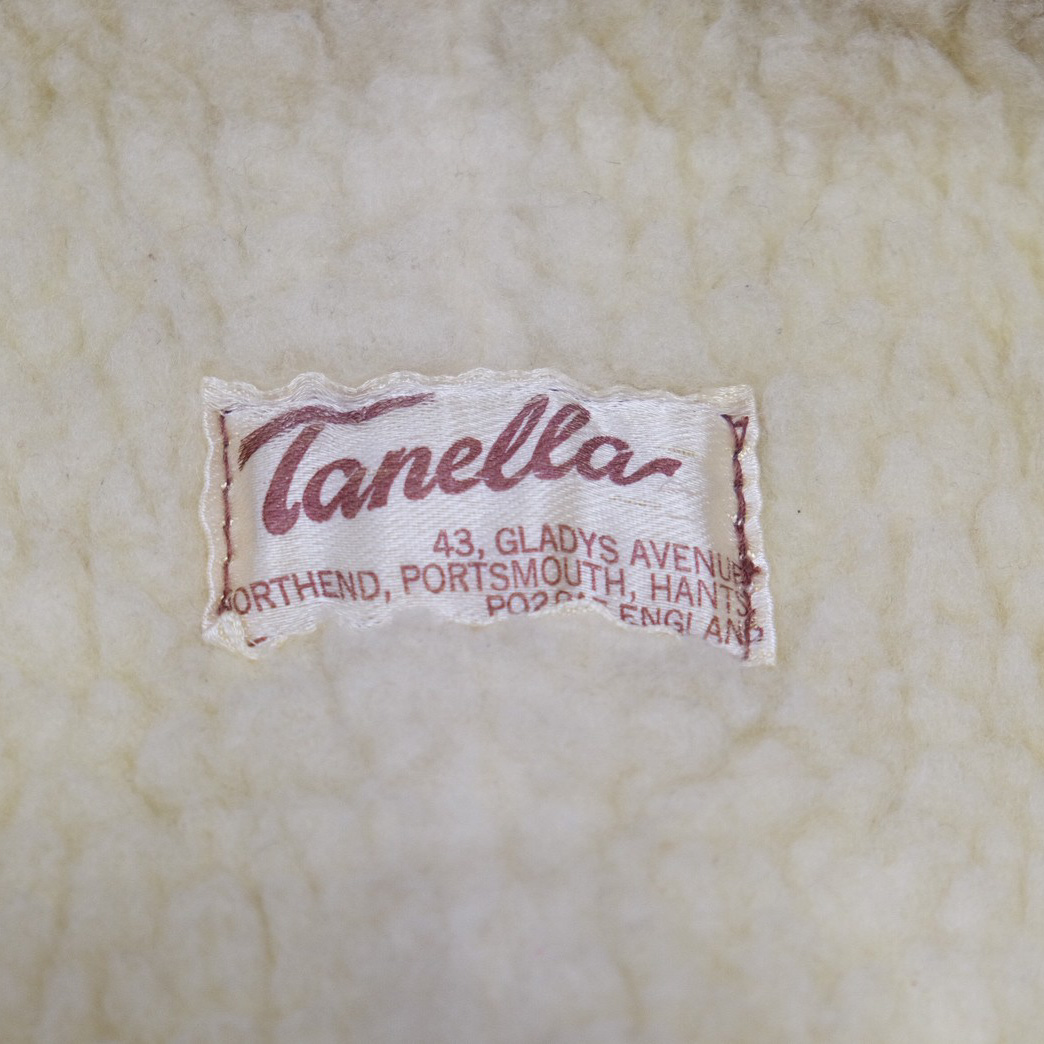 Tanella
43, GLADYS AVENUE
NORTHEND, PORTSMOUTH, HANTS
ENGLAND